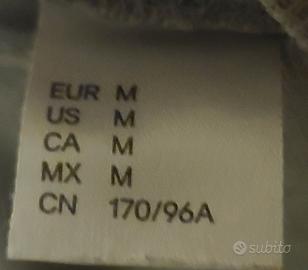 EUR M
US M
CA M
MX M
CN 170/96A
subito